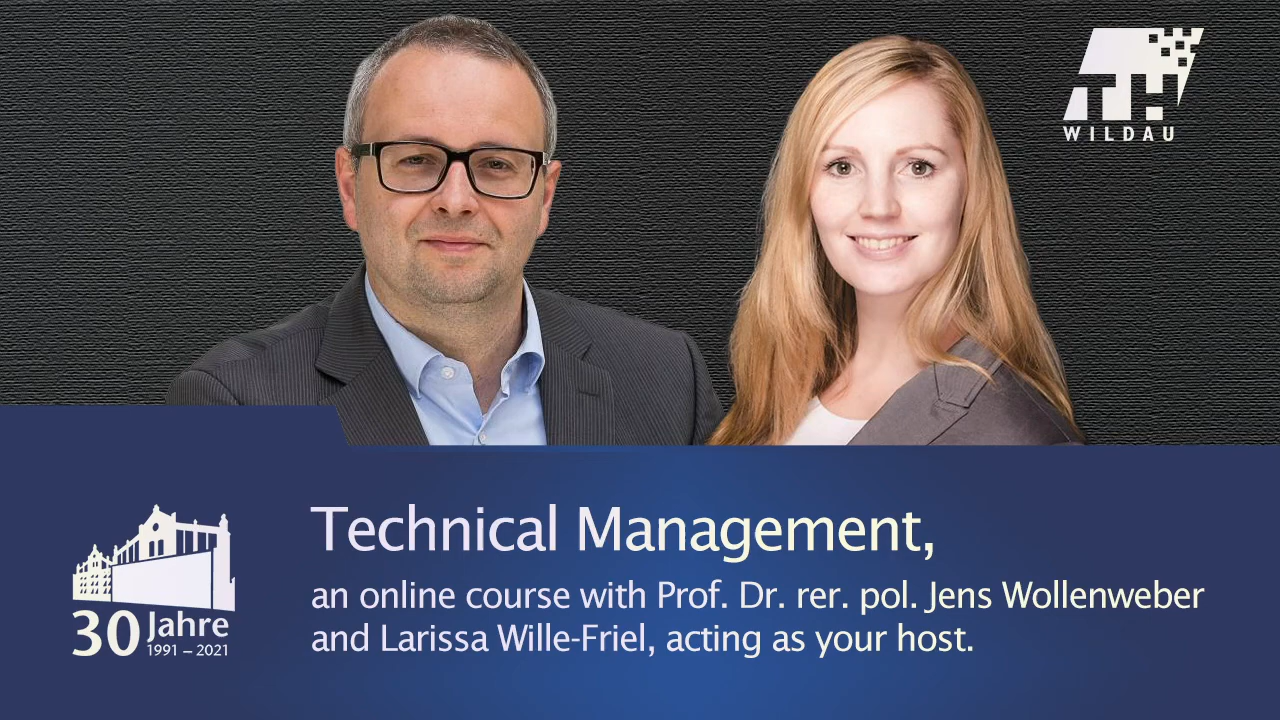 TH
WILDAU
Technical Management,
an online course with Prof. Dr. rer. pol. Jens Wollenweber
and Larissa Wille-Friel, acting as your host.
30 Jahre
1991 – 2021